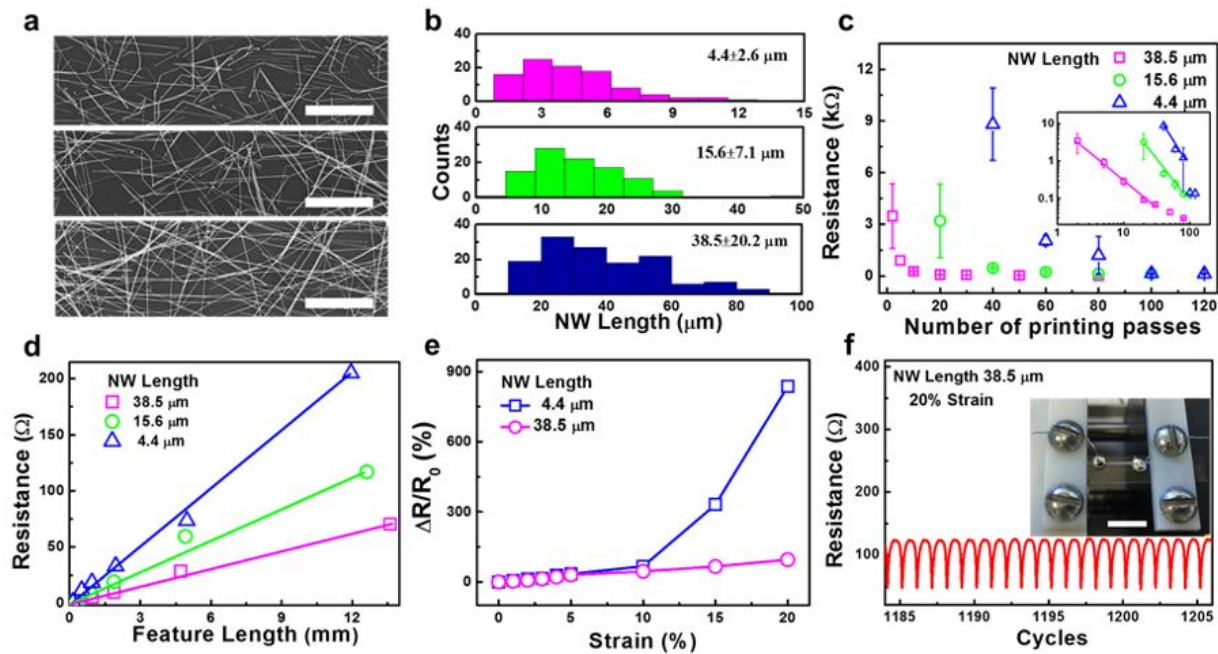 a
b
40
20
0
4.4±2.6 μm
3 6 9 12 15
Counts
40
20
0
15.6±7.1 μm
10 20 30 40 50
40
20
0
38.5±20.2 μm
0 20 40 60 80 100
NW Length (μm)
c
Resistance (kΩ)
12
9
6
3
0
NW Length
38.5 μm
15.6 μm
4.4 μm
10
1
0.1
1 10 100
0 20 40 60 80 100 120
Number of printing passes
d
Resistance (Ω)
200
150
100
50
0
NW Length
38.5 μm
15.6 μm
4.4 μm
0 3 6 9 12
Feature Length (mm)
e
ΔR/R0 (%)
900
600
300
0
NW Length
4.4 μm
38.5 μm
0 5 10 15 20
Strain (%)
f
Resistance (Ω)
400
300
200
100
NW Length 38.5 μm
20% Strain
1185 1190 1195 1200 1205
Cycles